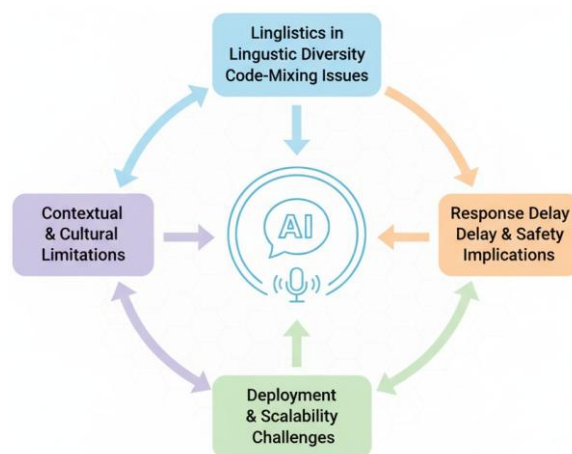 Linglistics in
Lingustic Diversity
Code-Mixing Issues
Contextual
& Cultural
Limitations
AI
Response Delay
Delay & Safety
Implications
Deployment
& Scalability
Challenges